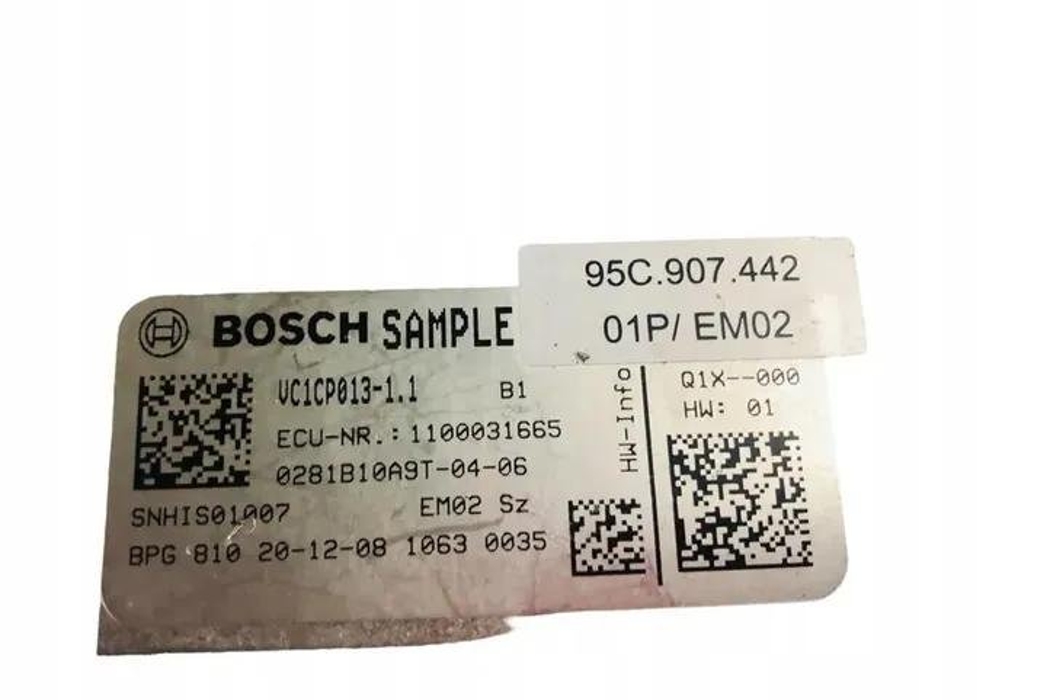 95C.907.442
01P/ EM02
BOSCH SAMPLE
VC1CP013-1.1 B1
ECU-NR.:1100031665
0281B10A9T-04-06
SNHIS01007 EM02 Sz
BPG 810 20-12-08 1063 0035
HW-Info
Q1X--000
HW: 01